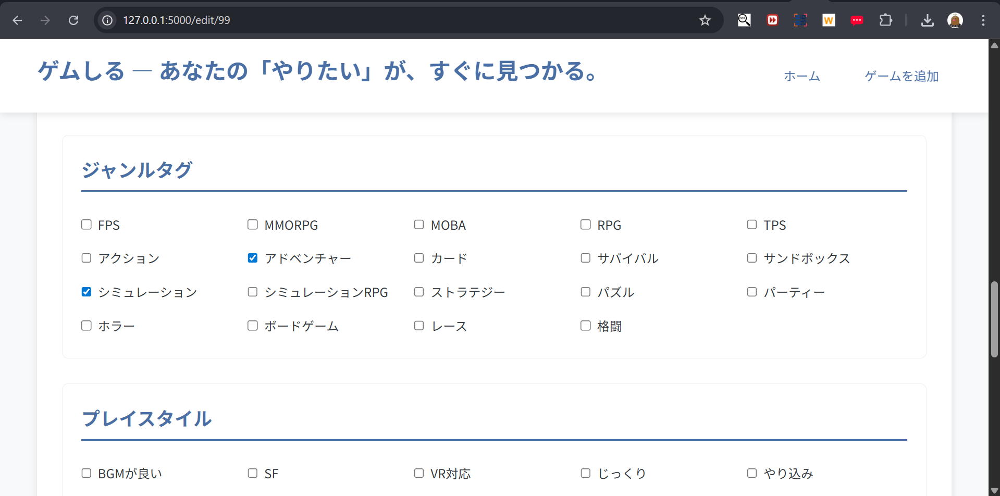 127.0.0.1:5000/edit/99
ゲムしる ― あなたの「やりたい」が、すぐに見つかる。
ホーム ゲームを追加
ジャンルタグ
FPS MMORPG MOBA RPG TPS
アクション アドベンチャー カード サバイバル サンドボックス
シミュレーション シミュレーションRPG ストラテジー パズル パーティー
ホラー ボードゲーム レース 格闘
プレイスタイル
BGMが良い SF VR対応 じっくり やり込み